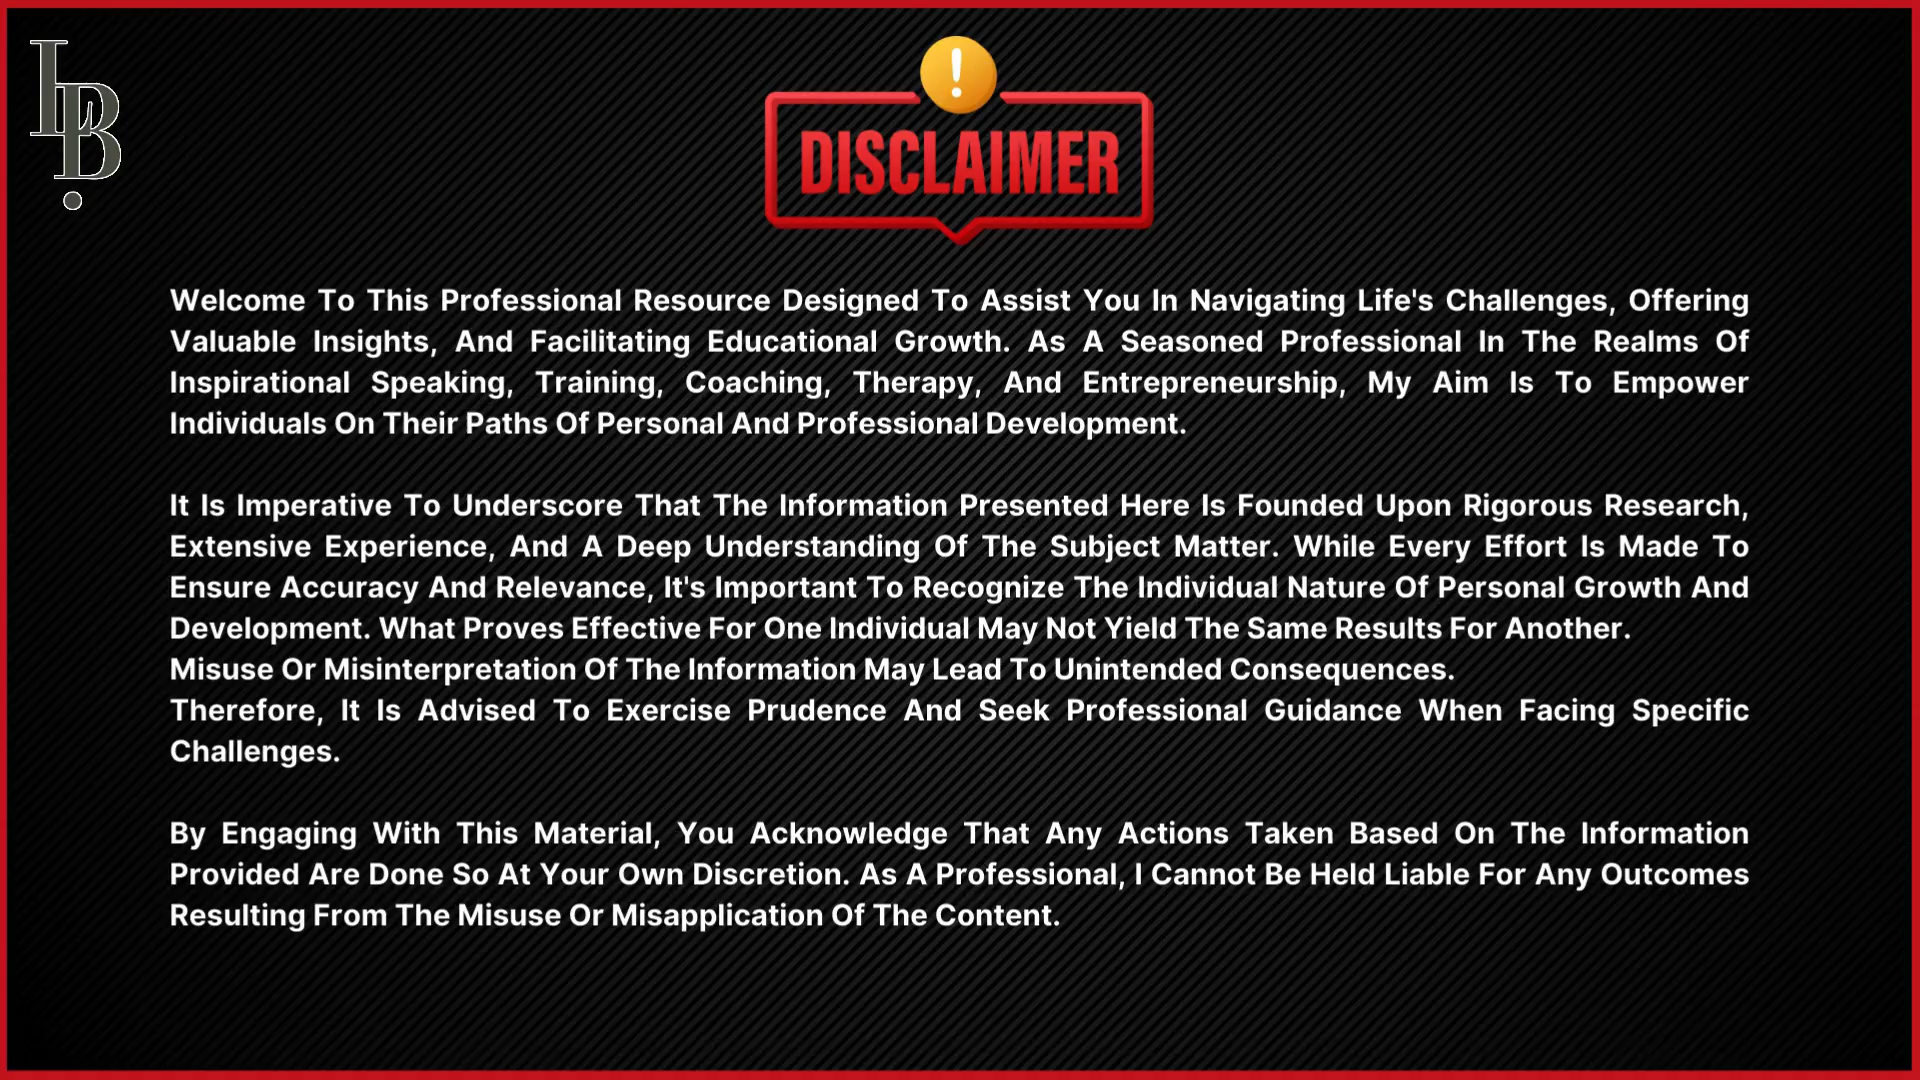 LB
!
DISCLAIMER
Welcome To This Professional Resource Designed To Assist You In Navigating Life's Challenges, Offering
Valuable Insights, And Facilitating Educational Growth. As A Seasoned Professional In The Realms Of
Inspirational Speaking, Training, Coaching, Therapy, And Entrepreneurship, My Aim Is To Empower
Individuals On Their Paths Of Personal And Professional Development.
It Is Imperative To Underscore That The Information Presented Here Is Founded Upon Rigorous Research,
Extensive Experience, And A Deep Understanding Of The Subject Matter. While Every Effort Is Made To
Ensure Accuracy And Relevance, It's Important To Recognize The Individual Nature Of Personal Growth And
Development. What Proves Effective For One Individual May Not Yield The Same Results For Another.
Misuse Or Misinterpretation Of The Information May Lead To Unintended Consequences.
Therefore, It Is Advised To Exercise Prudence And Seek Professional Guidance When Facing Specific
Challenges.
By Engaging With This Material, You Acknowledge That Any Actions Taken Based On The Information
Provided Are Done So At Your Own Discretion. As A Professional, I Cannot Be Held Liable For Any Outcomes
Resulting From The Misuse Or Misapplication Of The Content.